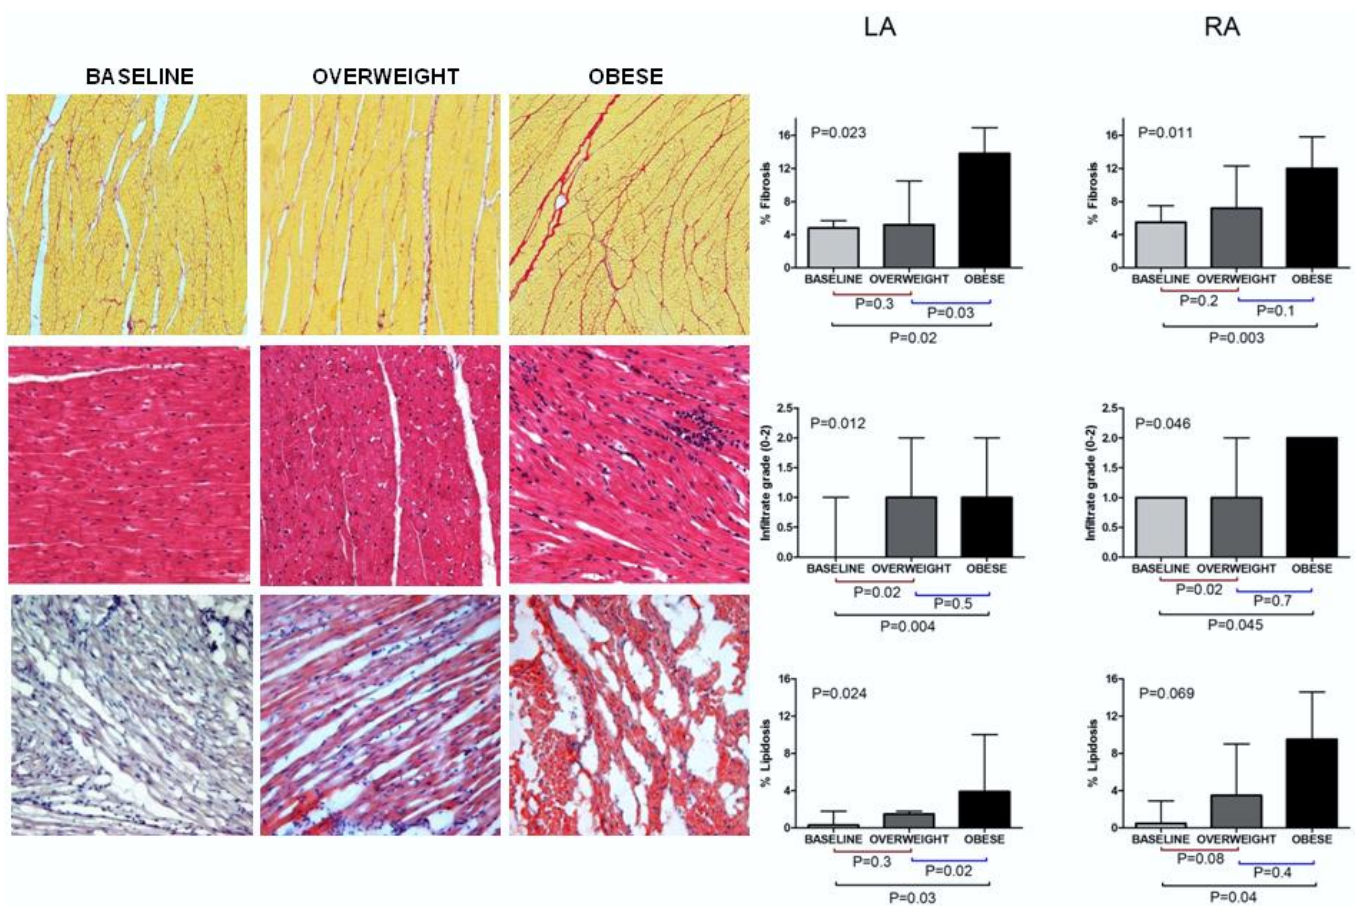 LA RA
BASELINE OVERWEIGHT OBESE
P=0.023
% Fibrosis
16
12
8
4
0
BASELINE OVERWEIGHT OBESE
P=0.3 P=0.03
P=0.02
P=0.011
% Fibrosis
16
12
8
4
0
BASELINE OVERWEIGHT OBESE
P=0.2 P=0.1
P=0.003
P=0.012
Infiltrate grade (0-2)
2.5
2.0
1.5
1.0
0.5
0.0
BASELINE OVERWEIGHT OBESE
P=0.02 P=0.5
P=0.004
P=0.046
Infiltrate grade (0-2)
2.5
2.0
1.5
1.0
0.5
0.0
BASELINE OVERWEIGHT OBESE
P=0.02 P=0.7
P=0.045
P=0.024
% Lipidosis
16
12
8
4
0
BASELINE OVERWEIGHT OBESE
P=0.3 P=0.02
P=0.03
P=0.069
% Lipidosis
16
12
8
4
0
BASELINE OVERWEIGHT OBESE
P=0.08 P=0.4
P=0.04